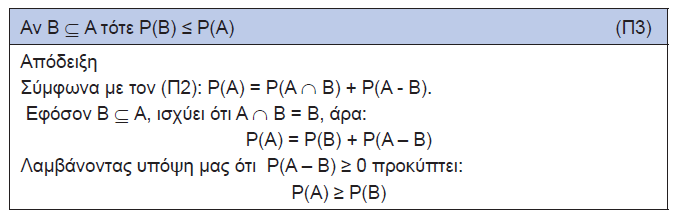 Αν Β ⊆ Α τότε P(B) ≤ P(A) (Π3)
Απόδειξη
Σύμφωνα με τον (Π2): P(A) = P(A ∩ B) + P(A - B).
Εφόσον Β ⊆ Α, ισχύει ότι Α ∩ Β = Β, άρα:
P(A) = P(B) + P(A – B)
Λαμβάνοντας υπόψη μας ότι P(A – B) ≥ 0 προκύπτει:
P(A) ≥ P(B)